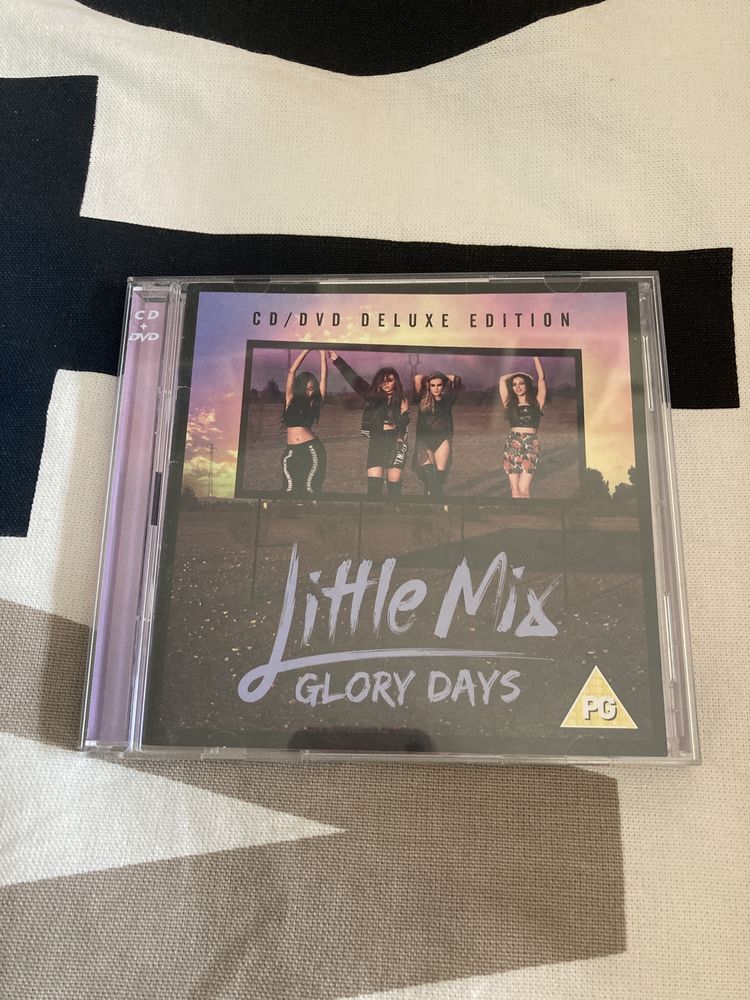 CD
+
DVD
CD/DVD DELUXE EDITION
Little Mix
GLORY DAYS
PG